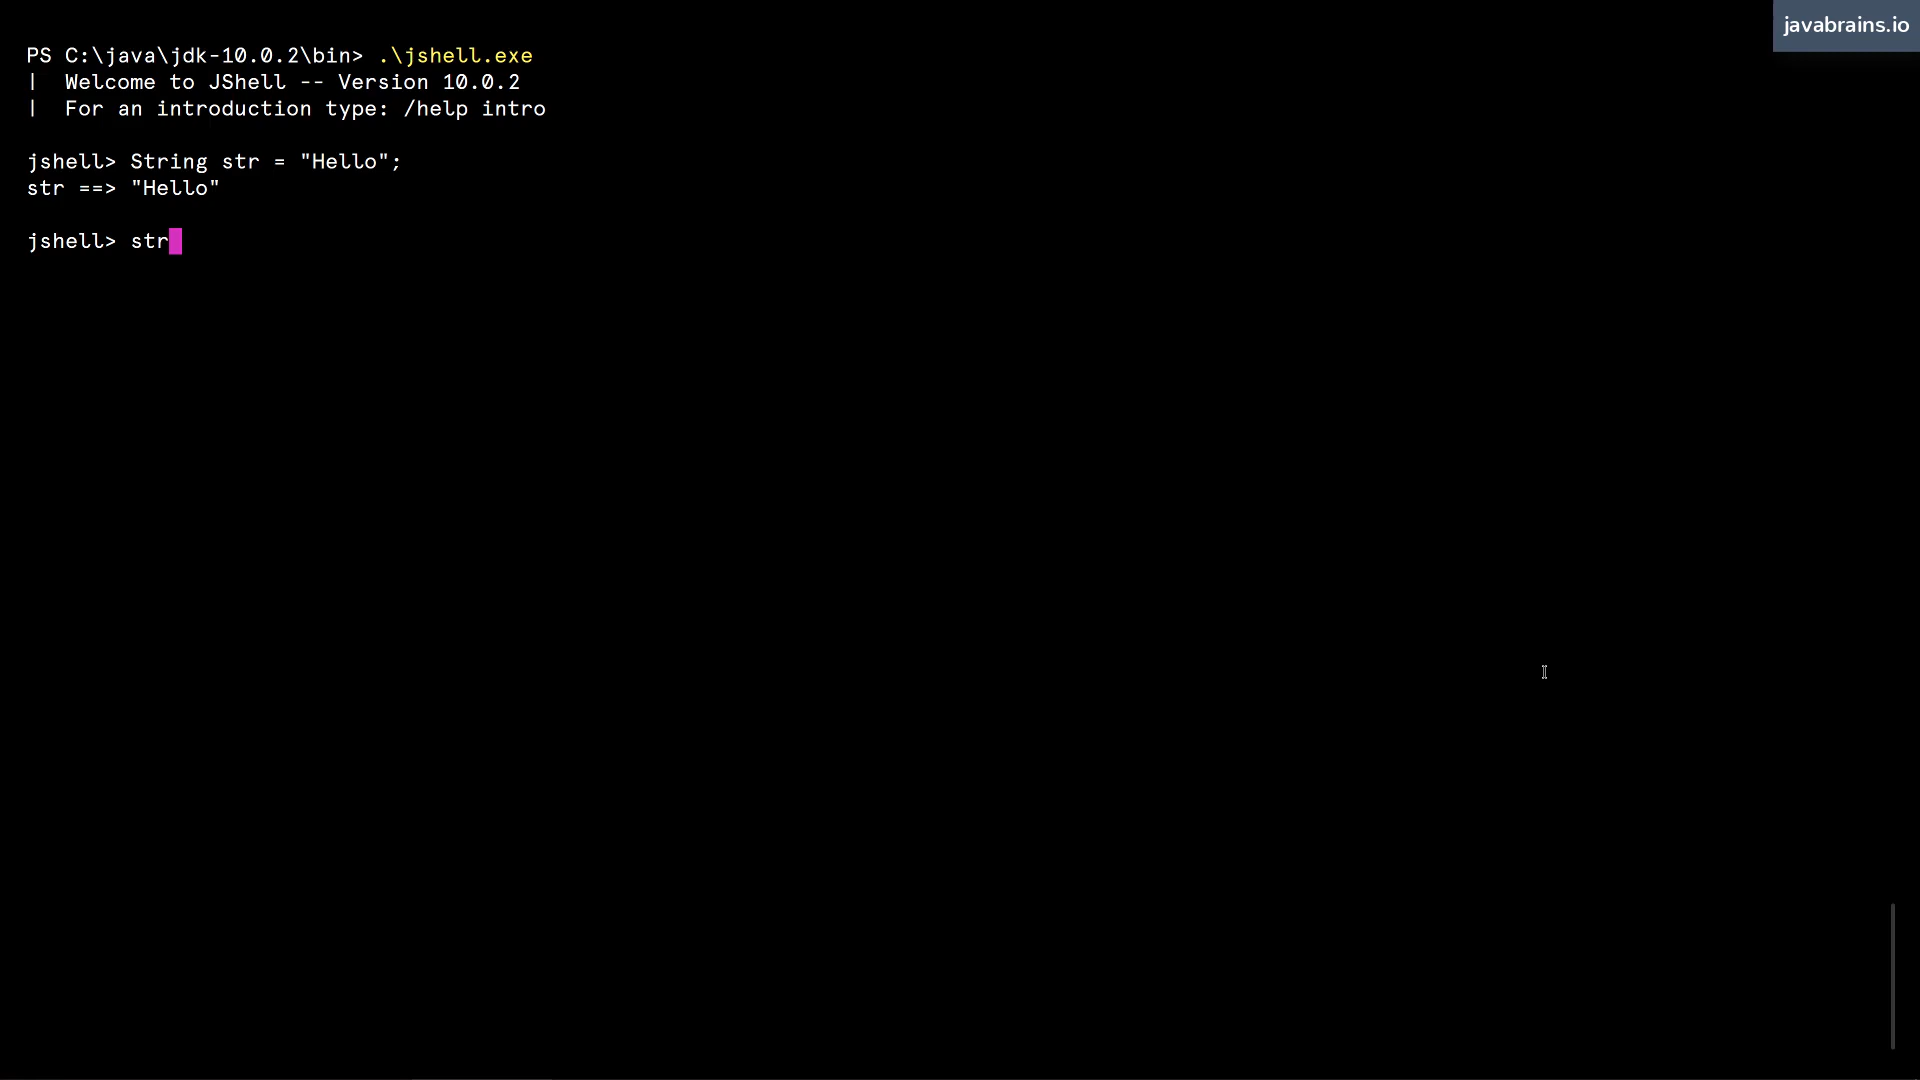 javabrains.io
PS C:\java\jdk-10.0.2\bin> .\jshell.exe
|  Welcome to JShell -- Version 10.0.2
|  For an introduction type: /help intro
jshell> String str = "Hello";
str ==> "Hello"
jshell> str